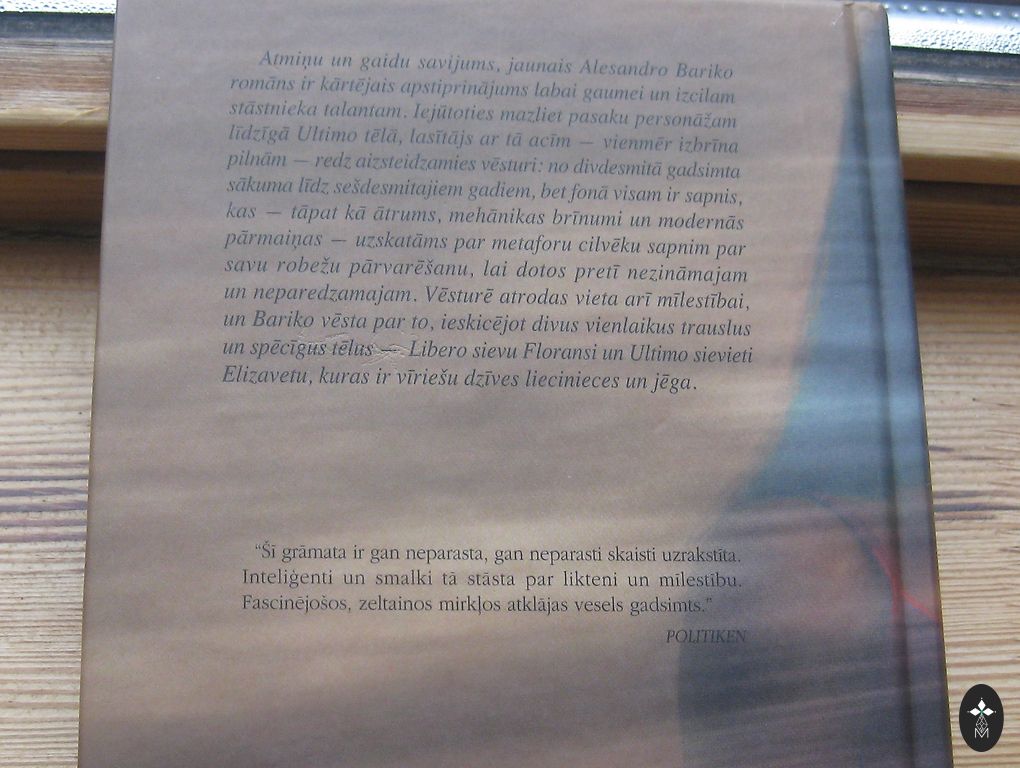 Atmiņu un gaidu savijums, jaunais Alesandro Bariko
romāns ir kārtējais apstiprinājums labai gaumei un izcilam
stāstnieka talantam. Iejūtoties mazliet pasaku personāžam
līdzīgā Ultimo tēlā, lasītājs ar tā acīm — vienmēr izbrīna
pilnām — redz aizsteidzamies vēsturi: no divdesmitā gadsimta
sākuma līdz sešdesmitajiem gadiem, bet fonā visam ir sapnis,
kas — tāpat kā ātrums, mehānikas brīnumi un modernās
pārmaiņas — uzskatāms par metaforu cilvēku sapnim par
savu robežu pārvarēšanu, lai dotos pretī nezināmajam
un neparedzamajam. Vēsturē atrodas vieta arī mīlestībai,
un Bariko vēsta par to, ieskicējot divus vienlaikus trauslus
un spēcīgus tēlus — Libero sievu Floransi un Ultimo sievieti
Elizavetu, kuras ir vīriešu dzīves liecinieces un jēga.
“Šī grāmata ir gan neparasta, gan neparasti skaisti uzrakstīta.
Inteliģenti un smalki tā stāsta par likteni un mīlestību.
Fascinējošos, zeltainos mirkļos atklājas vesels gadsimts.”
POLITIKEN
M